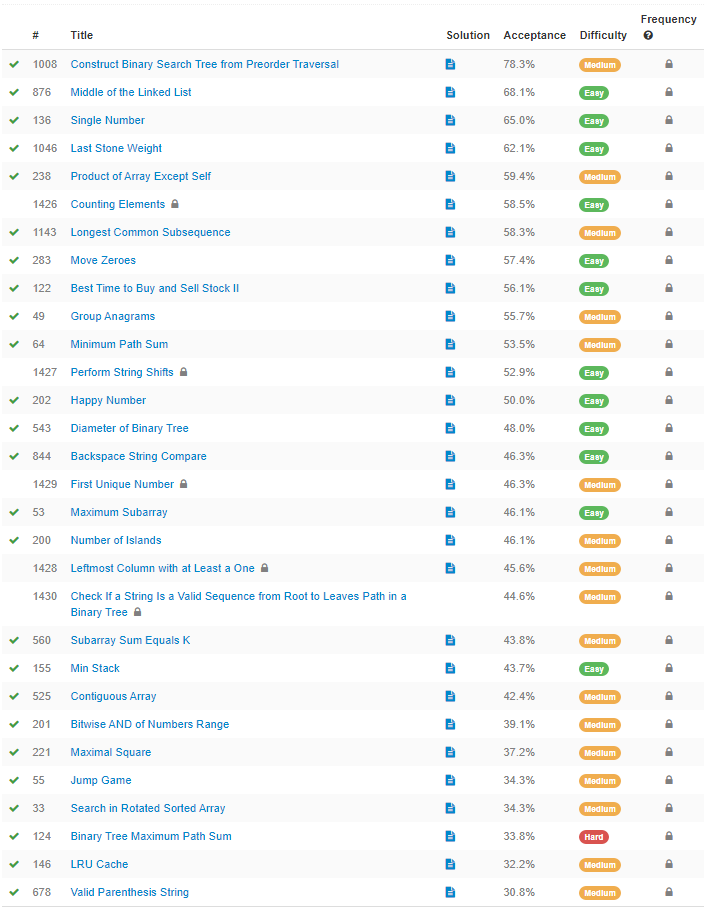 # Title Solution Acceptance Difficulty Frequency
1008 Construct Binary Search Tree from Preorder Traversal 78.3% Medium
876 Middle of the Linked List 68.1% Easy
136 Single Number 65.0% Easy
1046 Last Stone Weight 62.1% Easy
238 Product of Array Except Self 59.4% Medium
1426 Counting Elements 58.5% Easy
1143 Longest Common Subsequence 58.3% Medium
283 Move Zeroes 57.4% Easy
122 Best Time to Buy and Sell Stock II 56.1% Easy
49 Group Anagrams 55.7% Medium
64 Minimum Path Sum 53.5% Medium
1427 Perform String Shifts 52.9% Easy
202 Happy Number 50.0% Easy
543 Diameter of Binary Tree 48.0% Easy
844 Backspace String Compare 46.3% Easy
1429 First Unique Number 46.3% Medium
53 Maximum Subarray 46.1% Easy
200 Number of Islands 46.1% Medium
1428 Leftmost Column with at Least a One 45.6% Medium
1430 Check If a String Is a Valid Sequence from Root to Leaves Path in a 44.6% Medium
Binary Tree
560 Subarray Sum Equals K 43.8% Medium
155 Min Stack 43.7% Easy
525 Contiguous Array 42.4% Medium
201 Bitwise AND of Numbers Range 39.1% Medium
221 Maximal Square 37.2% Medium
55 Jump Game 34.3% Medium
33 Search in Rotated Sorted Array 34.3% Medium
124 Binary Tree Maximum Path Sum 33.8% Hard
146 LRU Cache 32.2% Medium
678 Valid Parenthesis String 30.8% Medium